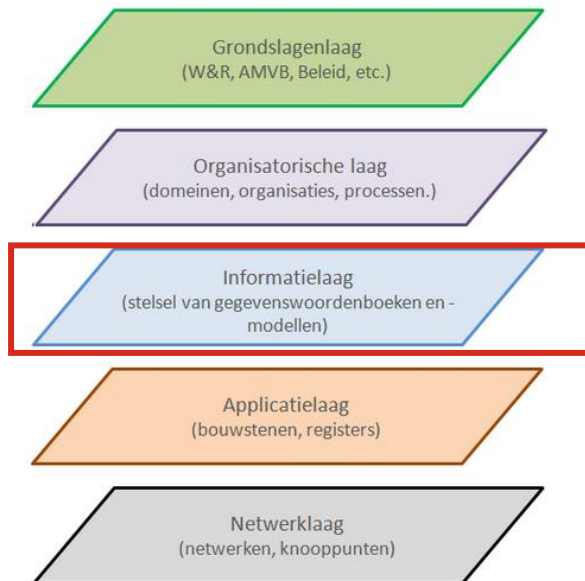 Grondslagenlaag
(W&R, AMVB, Beleid, etc.)
Organisatorische laag
(domeinen, organisaties, processen.)
Informatielaag
(stelsel van gegevenswoordenboeken en -
modellen)
Applicatielaag
(bouwstenen, registers)
Netwerklaag
(netwerken, knooppunten)